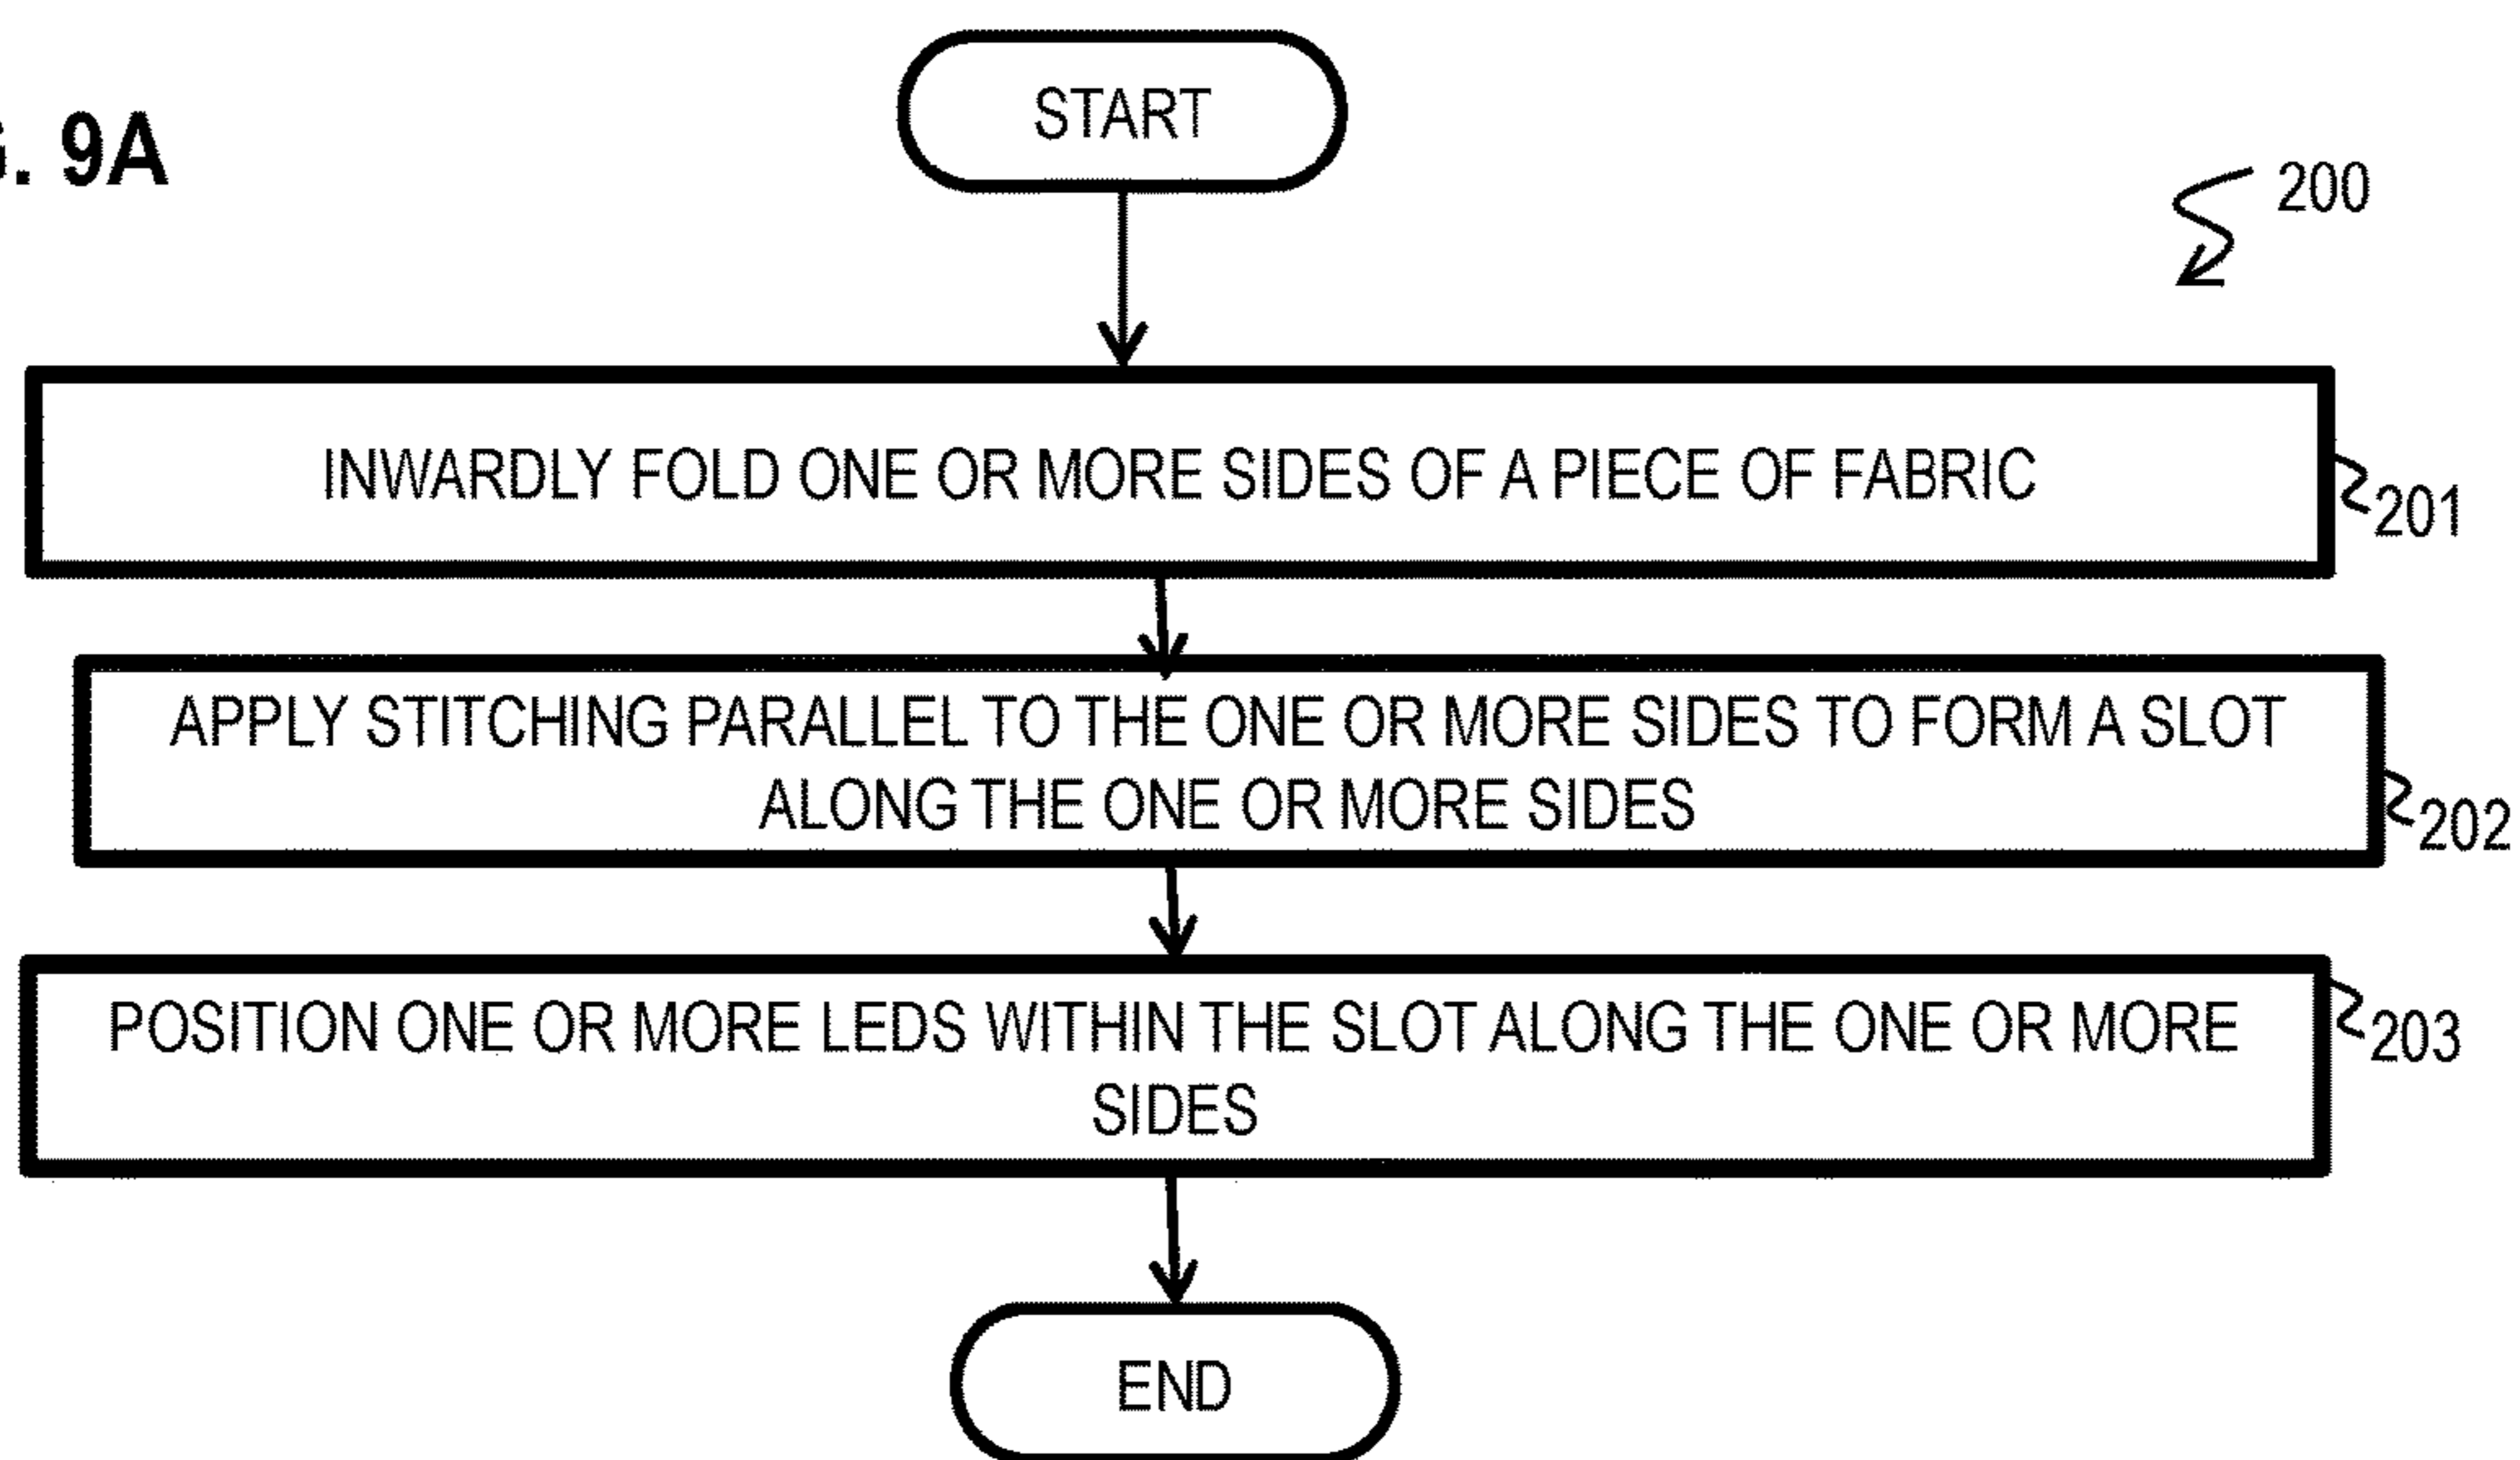 . 9A
START
200
INWARDLY FOLD ONE OR MORE SIDES OF A PIECE OF FABRIC
201
APPLY STITCHING PARALLEL TO THE ONE OR MORE SIDES TO FORM A SLOT
ALONG THE ONE OR MORE SIDES
202
POSITION ONE OR MORE LEDS WITHIN THE SLOT ALONG THE ONE OR MORE
SIDES
203
END